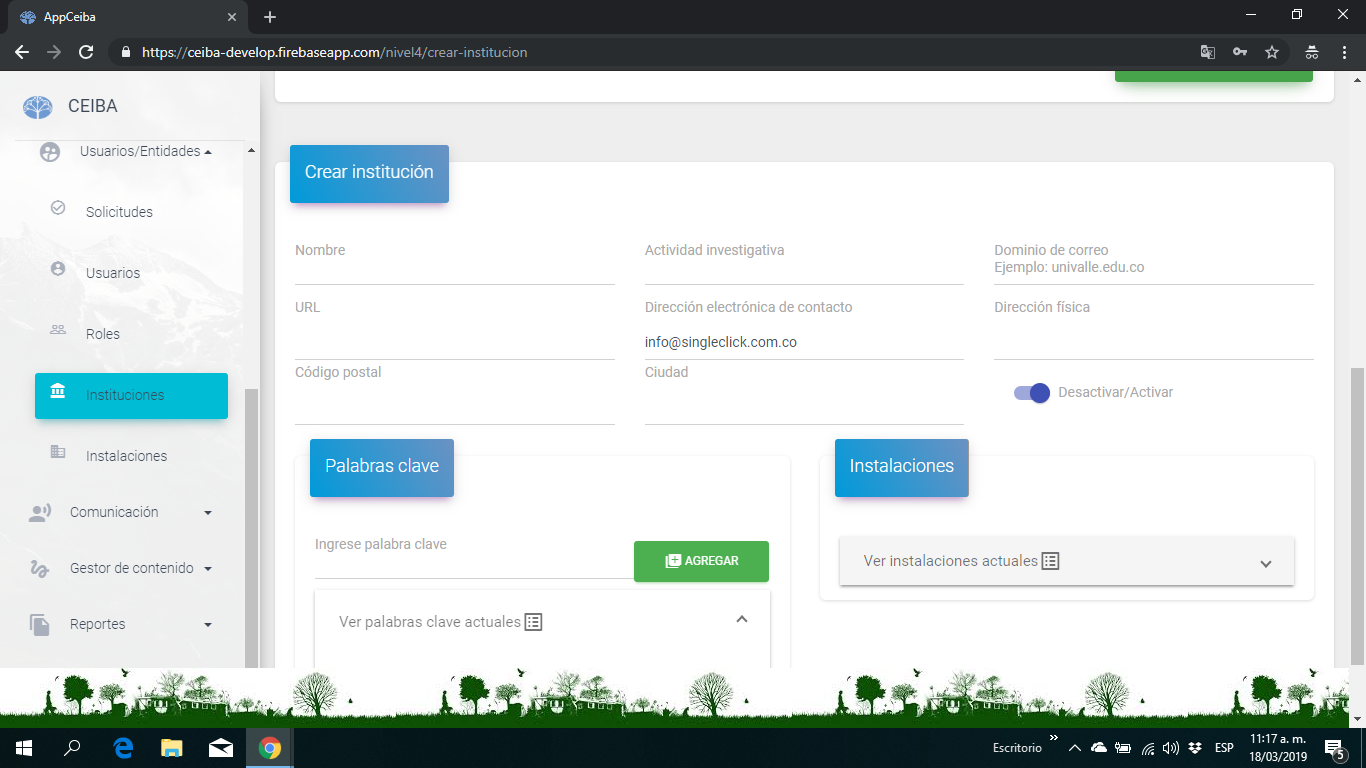 AppCeiba
https://ceiba-develop.firebaseapp.com/nivel4/crear-institucion
CEIBA
Usuarios/Entidades
Solicitudes
Usuarios
Roles
Instituciones
Instalaciones
Comunicación
Gestor de contenido
Reportes
Crear institución
Nombre
Actividad investigativa
Dominio de correo
Ejemplo: univalle.edu.co
URL
Dirección electrónica de contacto
Dirección física
info@singleclick.com.co
Código postal
Ciudad
Desactivar/Activar
Palabras clave
Instalaciones
Ingrese palabra clave
AGREGAR
Ver instalaciones actuales
Ver palabras clave actuales
Escritorio
ESP
11:17 a. m.
18/03/2019
5